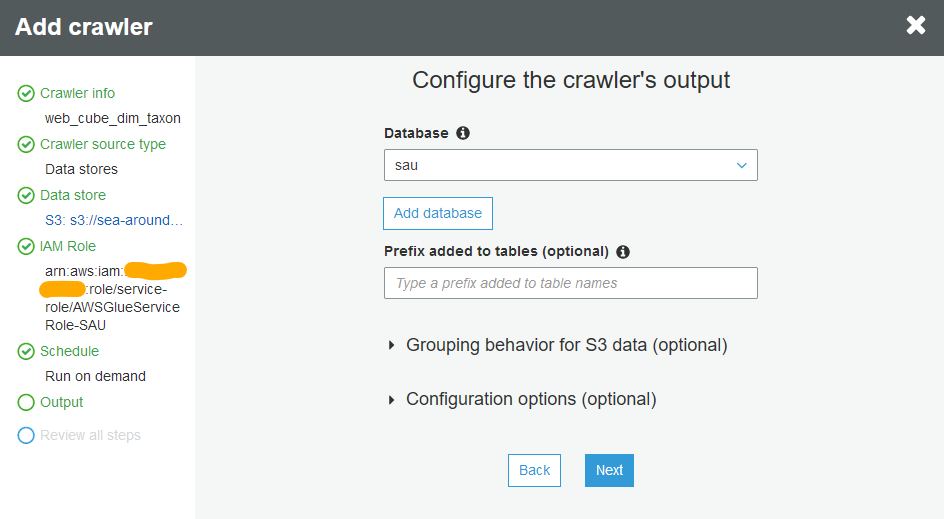 Add crawler
Crawler info
web_cube_dim_taxon
Crawler source type
Data stores
Data store
S3: s3://sea-around…
IAM Role
arn:aws:iam:
:role/service-
role/AWSGlueService
Role-SAU
Schedule
Run on demand
Output
Review all steps
Configure the crawler's output
Database
sau
Add database
Prefix added to tables (optional)
Type a prefix added to table names
Grouping behavior for S3 data (optional)
Configuration options (optional)
Back
Next